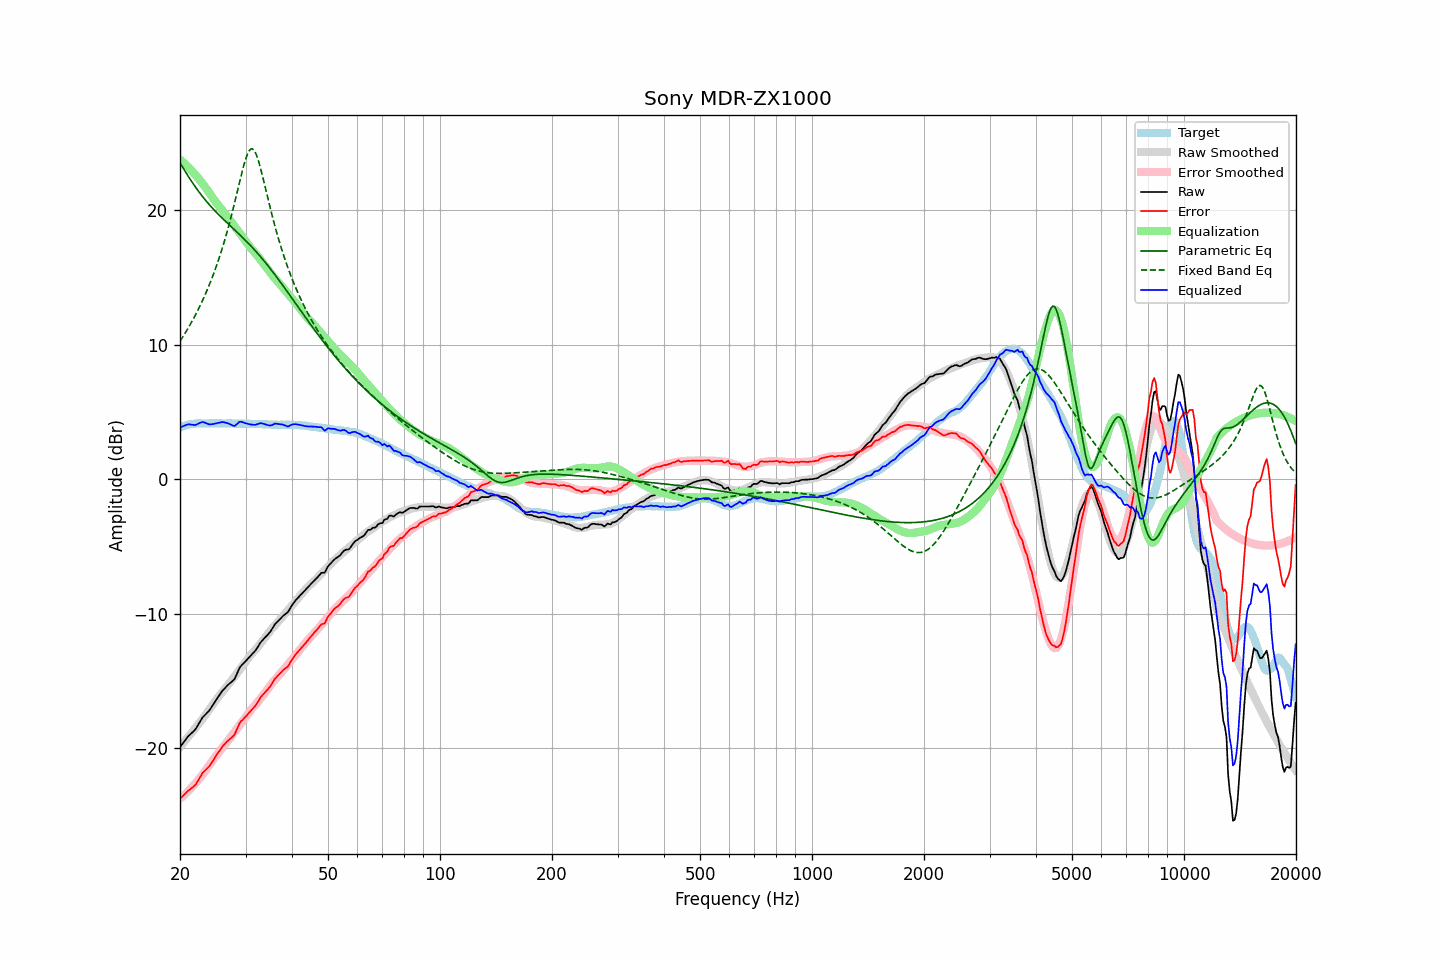 Sony MDR-ZX1000
Target
Raw Smoothed
Error Smoothed
Raw
Error
Equalization
Parametric Eq
Fixed Band Eq
Equalized
Amplitude (dBr)
20
10
0
−10
−20
20 50 100 200 500 1000 2000 5000 10000 20000
Frequency (Hz)